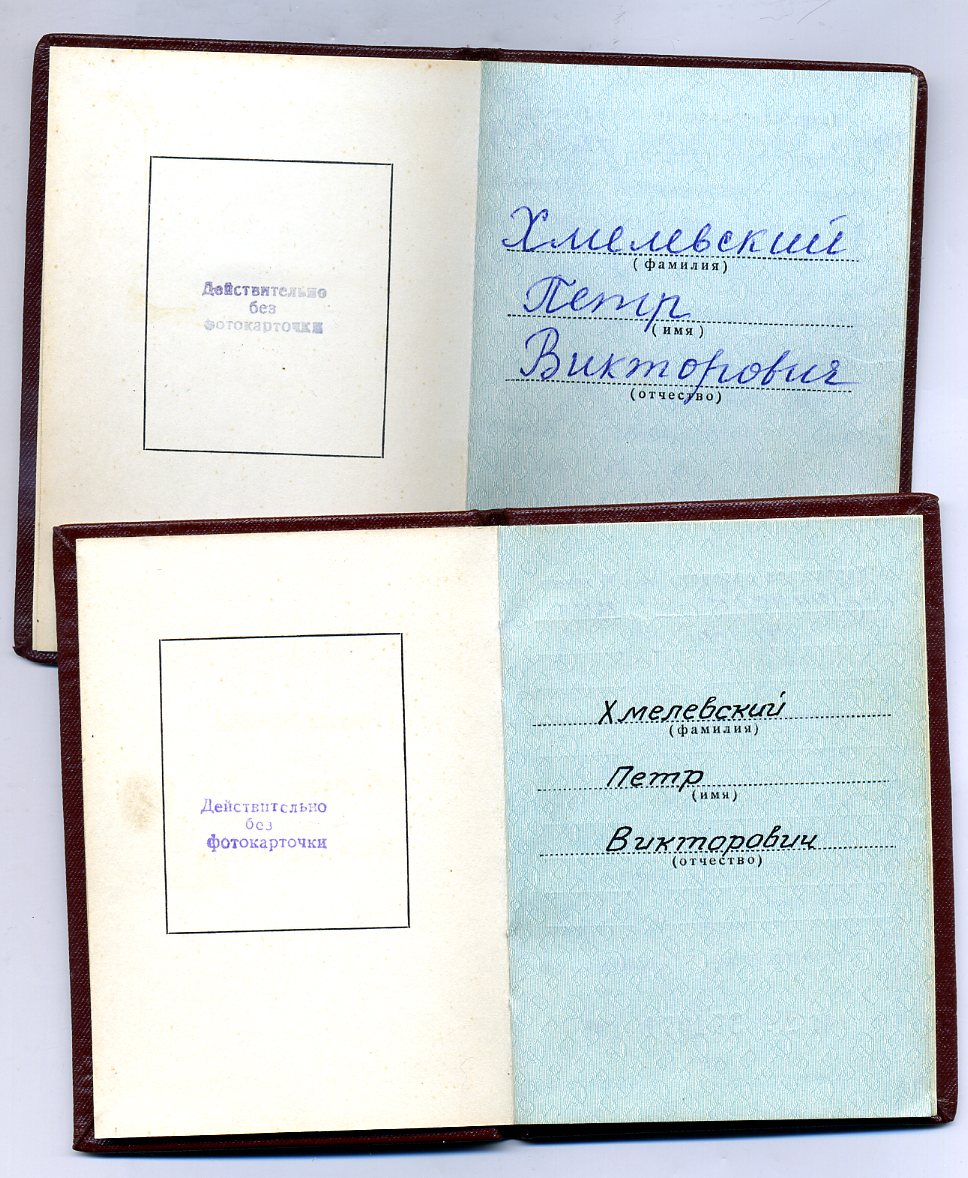 Действительно
без
фотокарточки
Хмелевский
(фамилия)
Петр
(имя)
Викторович
(отчество)
Действительно
без
фотокарточки
Хмелевский
(фамилия)
Петр
(имя)
Викторович
(отчество)